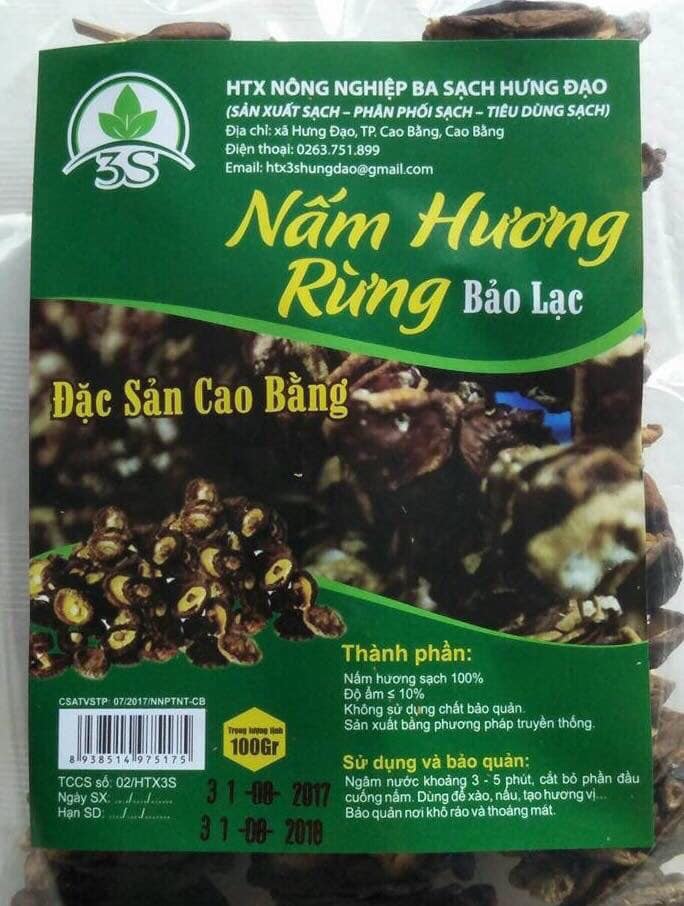 3S
HTX NÔNG NGHIỆP BA SẠCH HƯNG ĐẠO
(SẢN XUẤT SẠCH – PHÂN PHỐI SẠCH – TIÊU DÙNG SẠCH)
Địa chỉ: xã Hưng Đạo, TP. Cao Bằng, Cao Bằng
Điện thoại: 0263.751.899
Email: htx3shungdao@gmail.com
Nấm Hương
Rừng Bảo Lạc
Đặc Sản Cao Bằng
Thành phần:
Nấm hương sạch 100%
Độ ẩm ≤ 10%
Không sử dụng chất bảo quản.
Sản xuất bằng phương pháp truyền thống.
CSATVSTP: 07/2017/NNPTNT-CB
8 938514 975175
Trọng lượng tịnh
100Gr
TCCS số: 02/HTX3S
Ngày SX: ..../..../......
31-08-2017
Hạn SD: ..../..../......
31-08-2018
Sử dụng và bảo quản:
Ngâm nước khoảng 3 - 5 phút, cắt bỏ phần đầu
cuống nấm. Dùng để xào, nấu, tạo hương vị...
Bảo quản nơi khô ráo và thoáng mát.